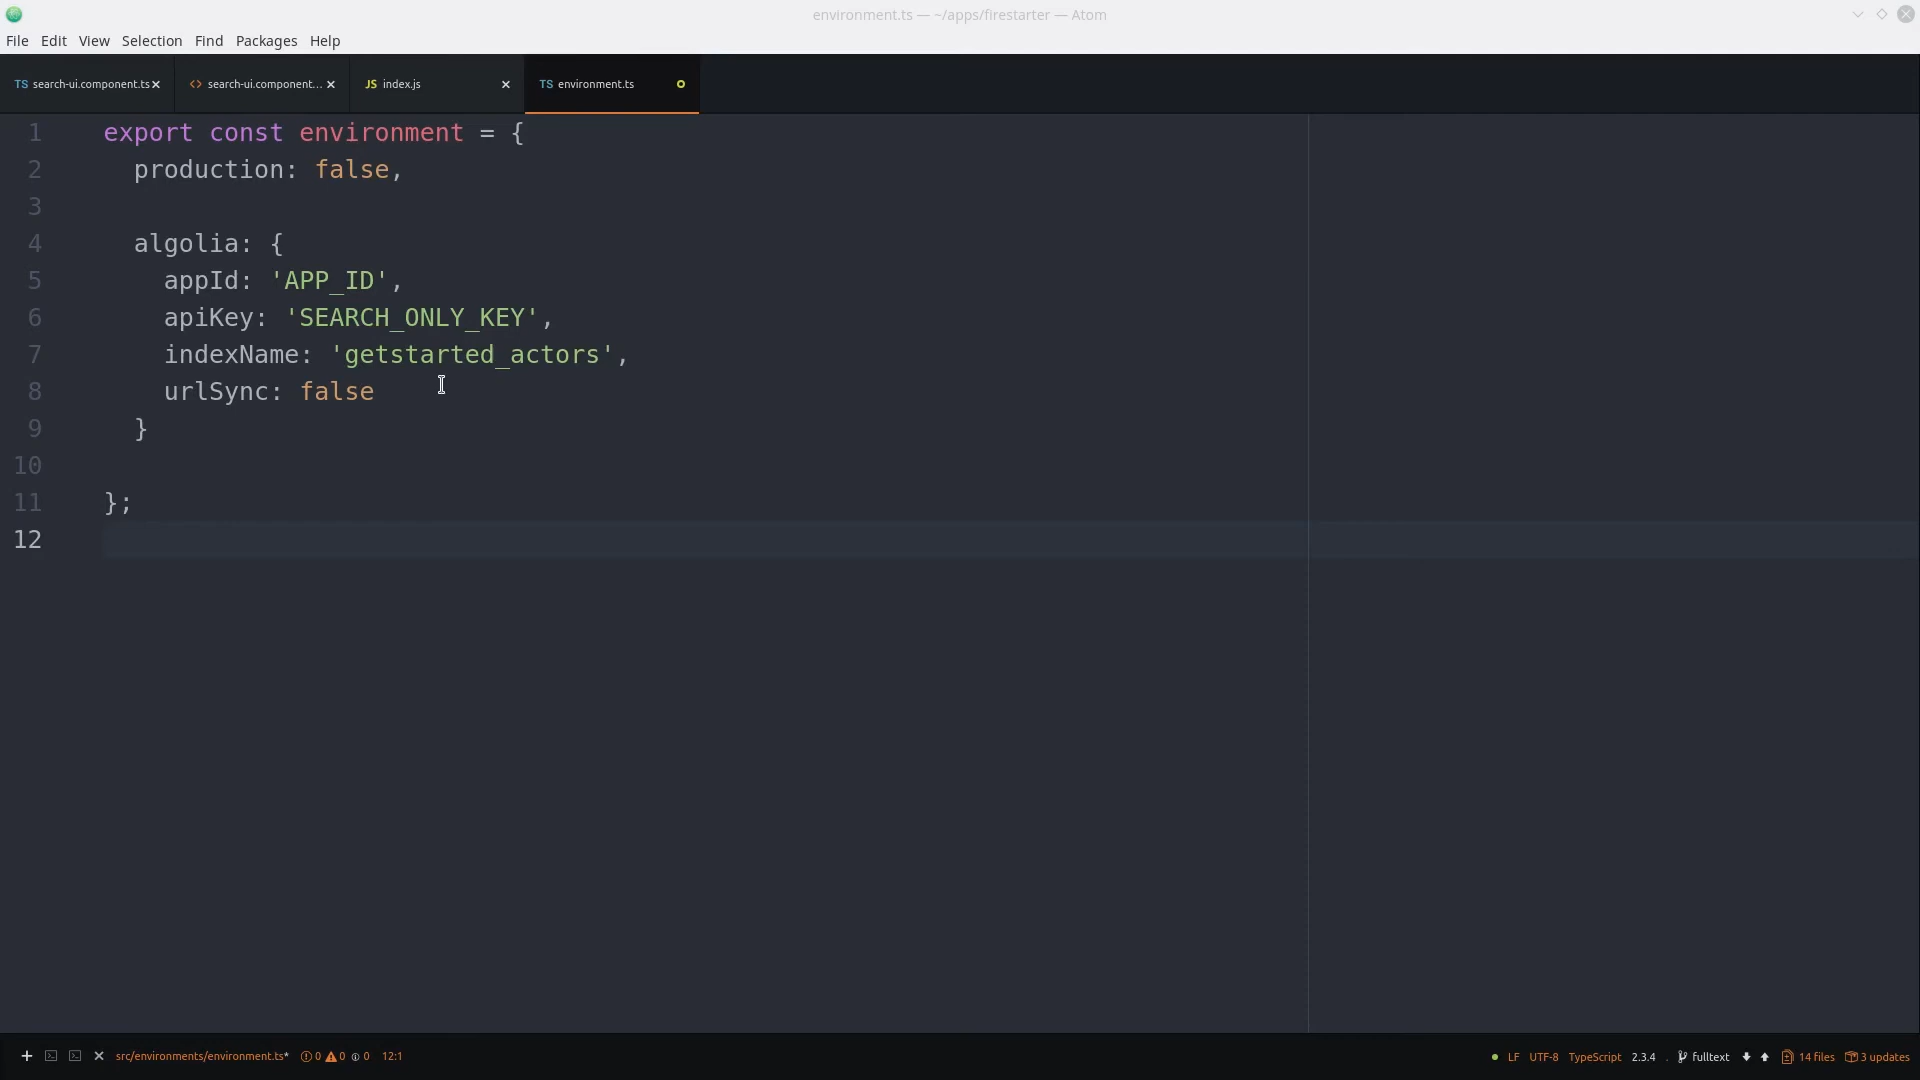 environment.ts — ~/apps/firestarter — Atom
File Edit View Selection Find Packages Help
TS search-ui.component.ts × <> search-ui.component... × JS index.js × TS environment.ts
1 export const environment = {
2 production: false,
3
4 algolia: {
5 appId: 'APP_ID',
6 apiKey: 'SEARCH_ONLY_KEY',
7 indexName: 'getstarted_actors',
8 urlSync: false
9 }
10
11 };
12
src/environments/environment.ts* 0 0 0 12:1 LF UTF-8 TypeScript 2.3.4 . fulltext 14 files 3 updates